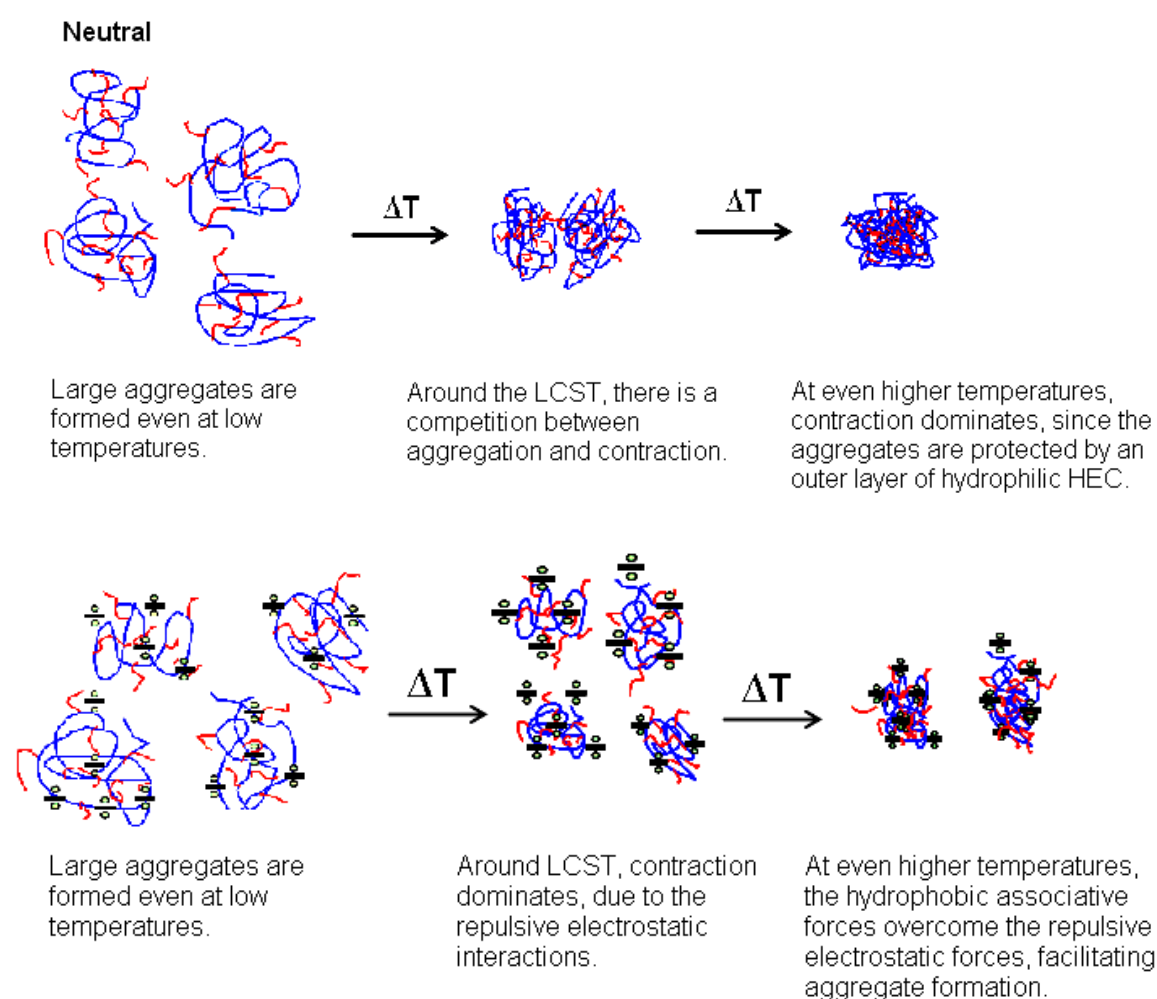 Neutral
ΔT
ΔT
Large aggregates are
formed even at low
temperatures.
Around the LCST, there is a
competition between
aggregation and contraction.
At even higher temperatures,
contraction dominates, since the
aggregates are protected by an
outer layer of hydrophilic HEC.
ΔT
ΔT
Large aggregates are
formed even at low
temperatures.
Around LCST, contraction
dominates, due to the
repulsive electrostatic
interactions.
At even higher temperatures,
the hydrophobic associative
forces overcome the repulsive
electrostatic forces, facilitating
aggregate formation.